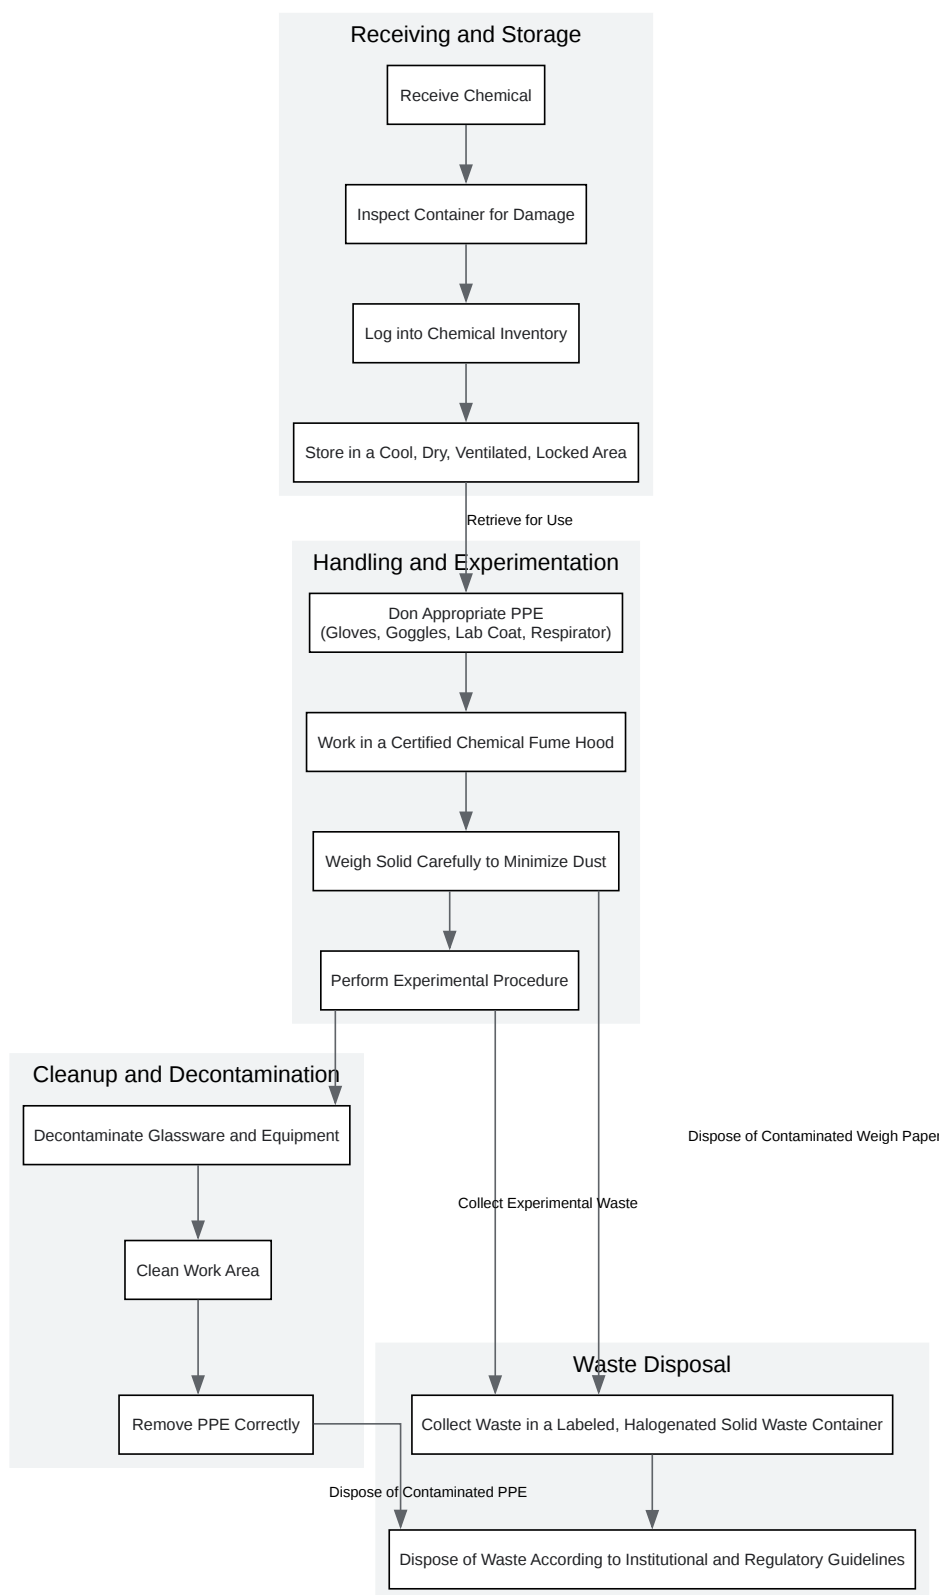 Receiving and Storage
Receive Chemical
Inspect Container for Damage
Log into Chemical Inventory
Store in a Cool, Dry, Ventilated, Locked Area
Retrieve for Use
Handling and Experimentation
Don Appropriate PPE
(Gloves, Goggles, Lab Coat, Respirator)
Work in a Certified Chemical Fume Hood
Weigh Solid Carefully to Minimize Dust
Perform Experimental Procedure
Cleanup and Decontamination
Decontaminate Glassware and Equipment
Dispose of Contaminated Weigh Paper
Collect Experimental Waste
Clean Work Area
Waste Disposal
Remove PPE Correctly
Collect Waste in a Labeled, Halogenated Solid Waste Container
Dispose of Contaminated PPE
Dispose of Waste According to Institutional and Regulatory Guidelines